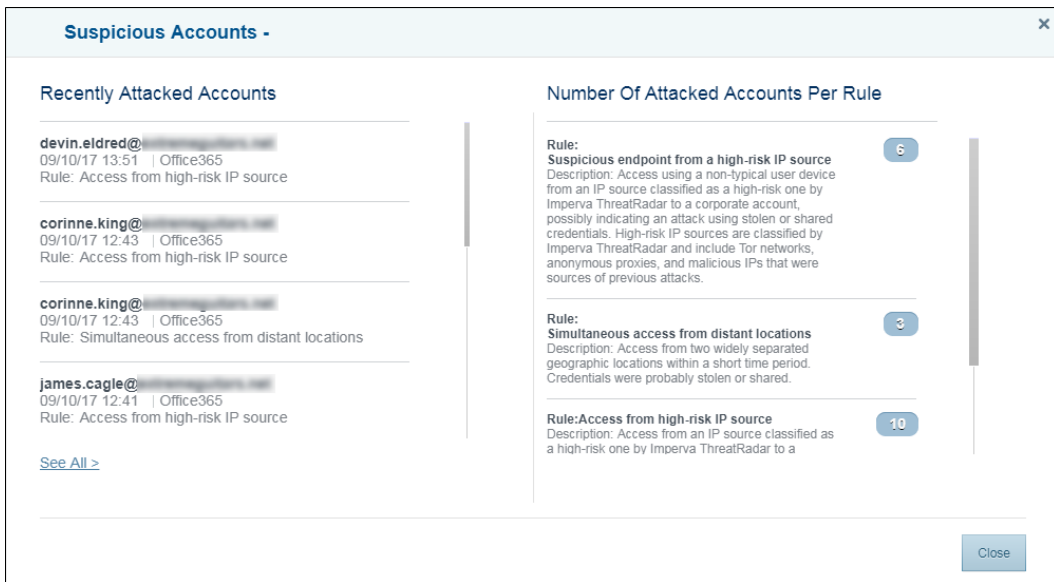 Suspicious Accounts -
×
Recently Attacked Accounts
devin.eldred@
09/10/17 13:51 | Office365
Rule: Access from high-risk IP source
corinne.king@
09/10/17 12:43 | Office365
Rule: Access from high-risk IP source
corinne.king@
09/10/17 12:43 | Office365
Rule: Simultaneous access from distant locations
james.cagle@
09/10/17 12:41 | Office365
Rule: Access from high-risk IP source
See All >
Number Of Attacked Accounts Per Rule
Rule:
6
Suspicious endpoint from a high-risk IP source
Description: Access using a non-typical user device
from an IP source classified as a high-risk one by
Imperva ThreatRadar to a corporate account,
possibly indicating an attack using stolen or shared
credentials. High-risk IP sources are classified by
Imperva ThreatRadar and include Tor networks,
anonymous proxies, and malicious IPs that were
sources of previous attacks.
Rule:
3
Simultaneous access from distant locations
Description: Access from two widely separated
geographic locations within a short time period.
Credentials were probably stolen or shared.
Rule:Access from high-risk IP source
10
Description: Access from an IP source classified as
a high-risk one by Imperva ThreatRadar to a
Close